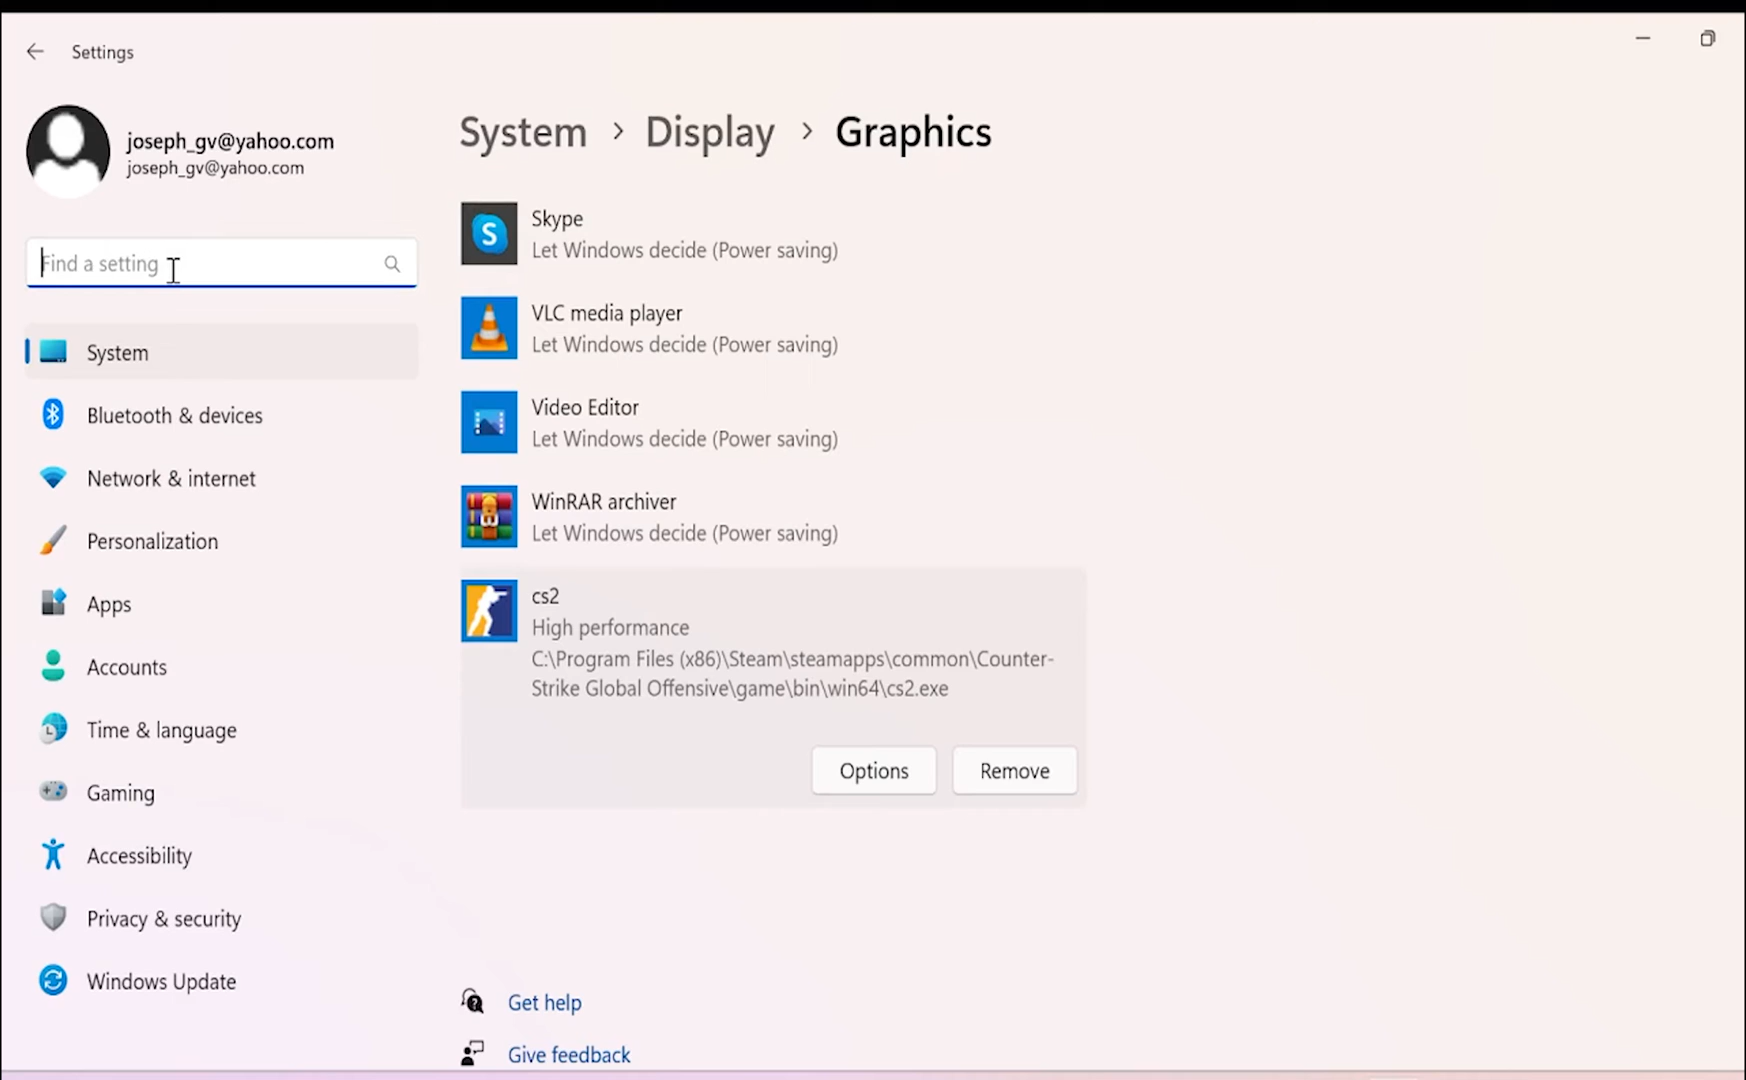 Settings
joseph_gv@yahoo.com
joseph_gv@yahoo.com
Find a setting
System
Bluetooth & devices
Network & internet
Personalization
Apps
Accounts
Time & language
Gaming
Accessibility
Privacy & security
Windows Update
System > Display > Graphics
Skype
Let Windows decide (Power saving)
VLC media player
Let Windows decide (Power saving)
Video Editor
Let Windows decide (Power saving)
WinRAR archiver
Let Windows decide (Power saving)
cs2
High performance
C:\Program Files (x86)\Steam\steamapps\common\Counter-
Strike Global Offensive\game\bin\win64\cs2.exe
Options Remove
Get help
Give feedback